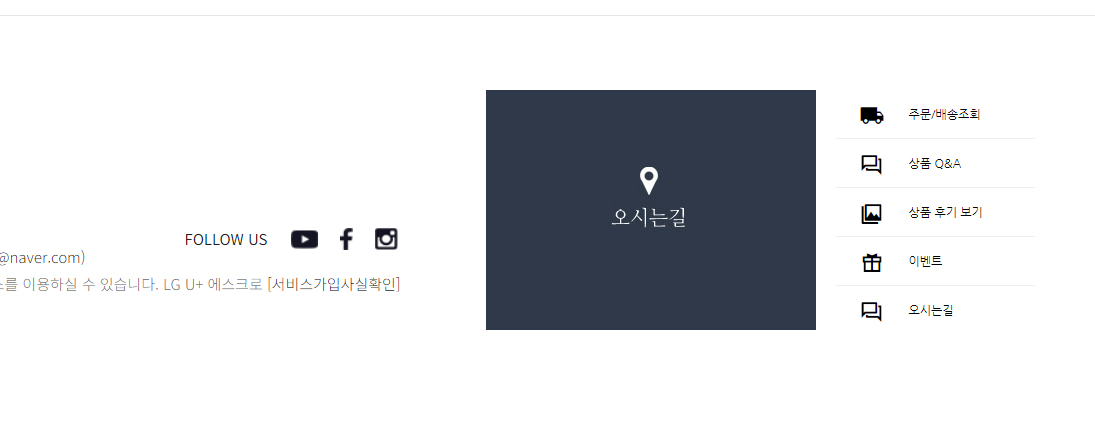 FOLLOW US
@naver.com)
를 이용하실 수 있습니다. LG U+ 에스크로 [서비스가입사실확인]
오시는길
주문/배송조회
상품 Q&A
상품 후기 보기
이벤트
오시는길